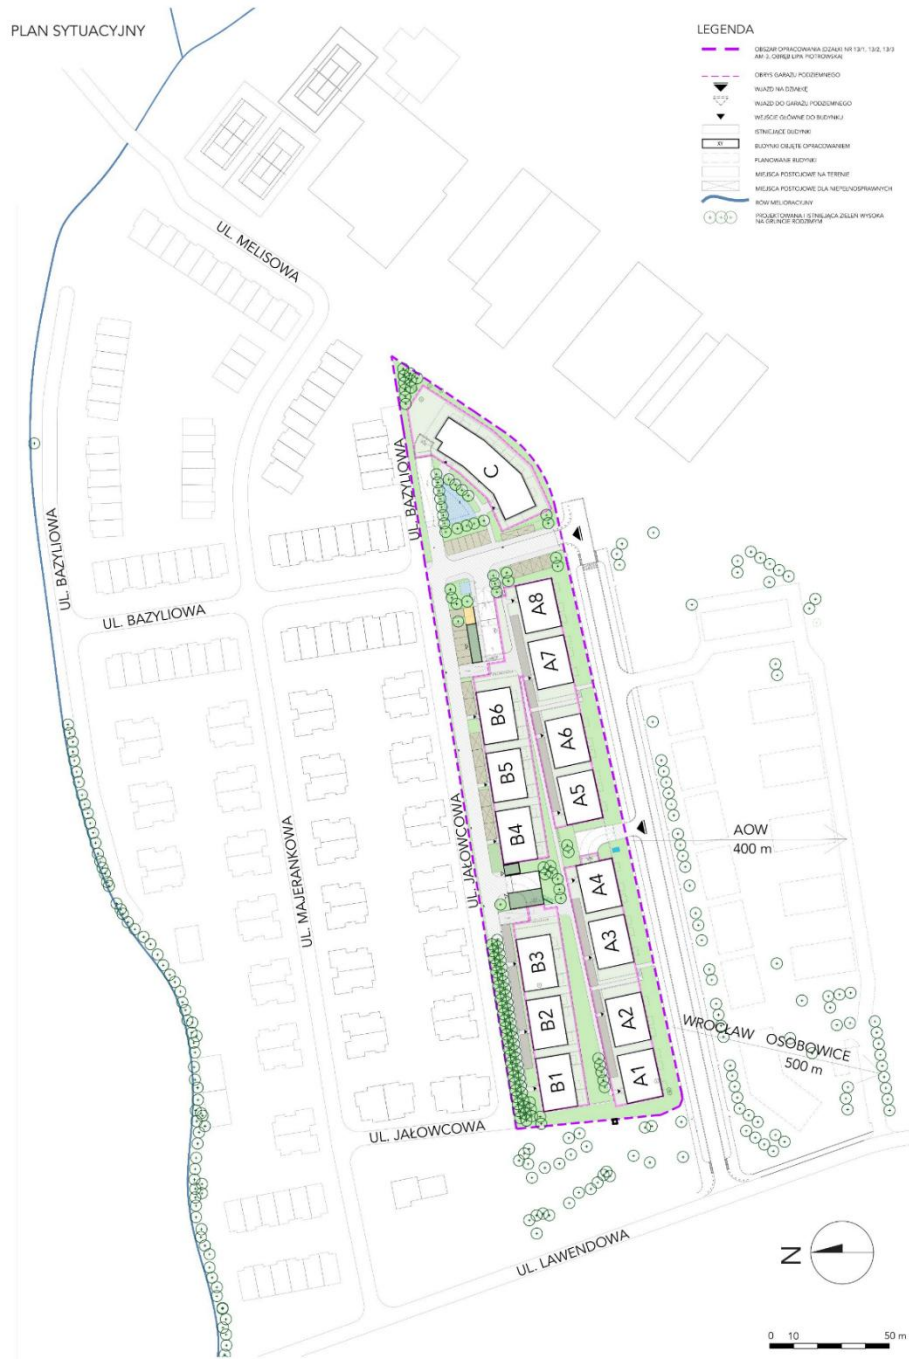 PLAN SYTUACYJNY
LEGENDA
OBSZAR OPRACOWANIA (DZIAŁKI NR 13/1, 13/2, 13/3
AM-3, OBRĘB LIPA PIOTROWSKA)
OBRYS GARAŻU PODZIEMNEGO
WJAZD NA DZIAŁKĘ
WJAZD DO GARAŻU PODZIEMNEGO
WEJŚCIE GŁÓWNE DO BUDYNKU
ISTNIEJĄCE BUDYNKI
X1
BUDYNKI OBJĘTE OPRACOWANIEM
PLANOWANE BUDYNKI
MIEJSCA POSTOJOWE NA TERENIE
MIEJSCA POSTOJOWE DLA NIEPEŁNOSPRAWNYCH
RÓW MELIORACYJNY
PROJEKTOWANA I ISTNIEJĄCA ZIELEŃ WYSOKA
NA GRUNCIE RODZIMYM
UL. MELISOWA
UL. BAZYLIOWA
C
UL. BAZYLIOWA
UL. BAZYLIOWA
A8
A7
B6
A6
B5
A5
B4
UL. JAŁOWCOWA
UL. MAJERANKOWA
AOW
400 m
A4
A3
B3
A2
B2
A1
B1
WROCŁAW OSOBOWICE
500 m
UL. JAŁOWCOWA
UL. LAWENDOWA
N
0 10 50 m